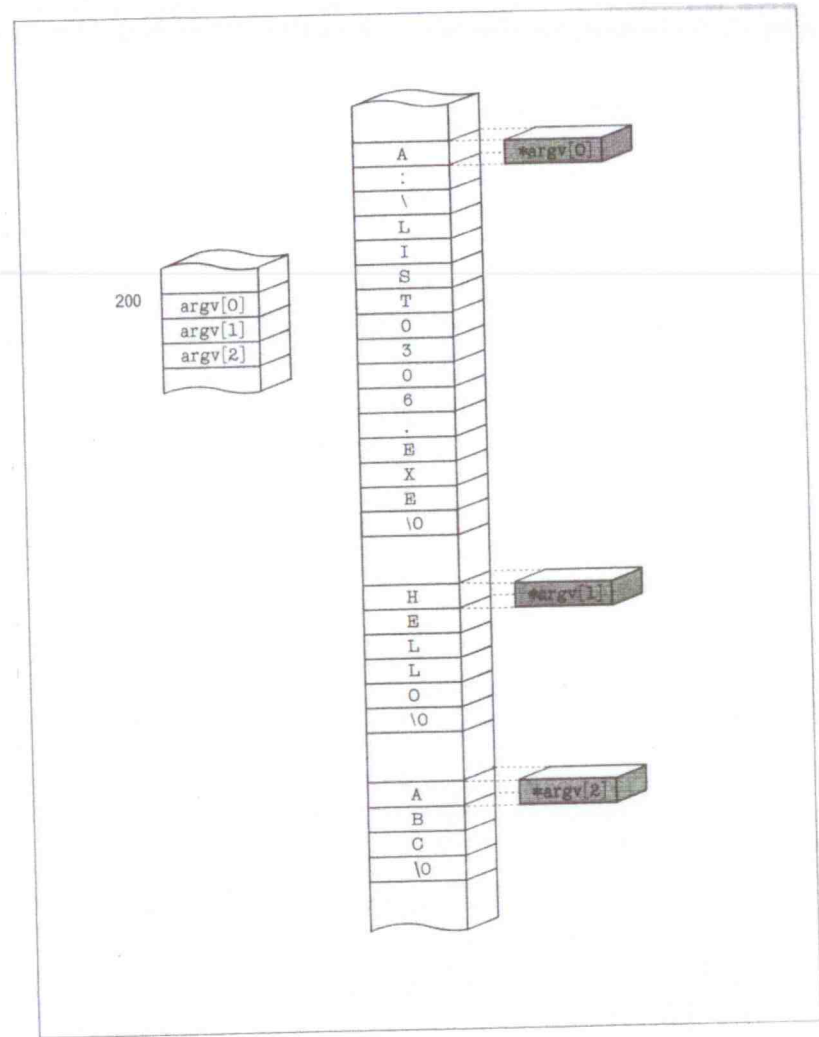 200
argv[0]
argv[1]
argv[2]
A
:
\
L
I
S
T
0
3
0
6
.
E
X
E
\0
H
E
L
L
O
\0
A
B
C
\0
*argv[0]
*argv[1]
*argv[2]